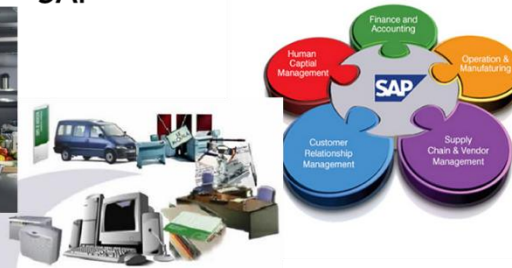 SAP
Finance and
Accounting
Human
Captial
Management
Operation &
Manufaturing
SAP
Customer
Relationship
Management
Supply
Chain & Vendor
Management